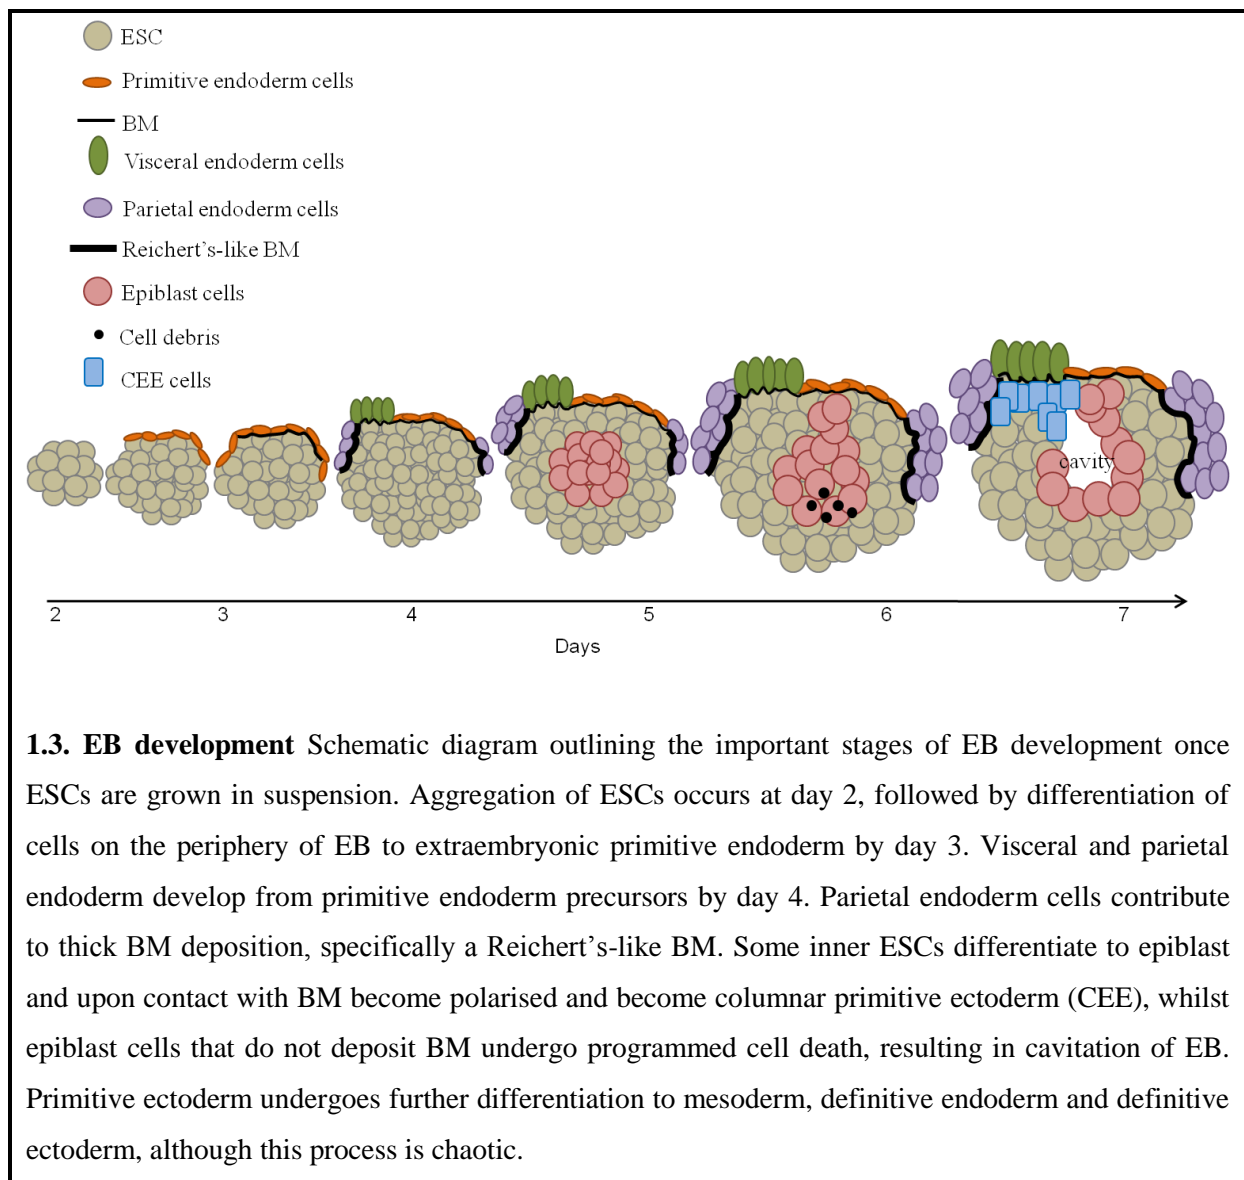 ESC
Primitive endoderm cells
BM
Visceral endoderm cells
Parietal endoderm cells
Reichert's-like BM
Epiblast cells
Cell debris
CEE cells
cavity
2 3 4 5 6 7
Days
1.3. EB development Schematic diagram outlining the important stages of EB development once
ESCs are grown in suspension. Aggregation of ESCs occurs at day 2, followed by differentiation of
cells on the periphery of EB to extraembryonic primitive endoderm by day 3. Visceral and parietal
endoderm develop from primitive endoderm precursors by day 4. Parietal endoderm cells contribute
to thick BM deposition, specifically a Reichert's-like BM. Some inner ESCs differentiate to epiblast
and upon contact with BM become polarised and become columnar primitive ectoderm (CEE), whilst
epiblast cells that do not deposit BM undergo programmed cell death, resulting in cavitation of EB.
Primitive ectoderm undergoes further differentiation to mesoderm, definitive endoderm and definitive
ectoderm, although this process is chaotic.